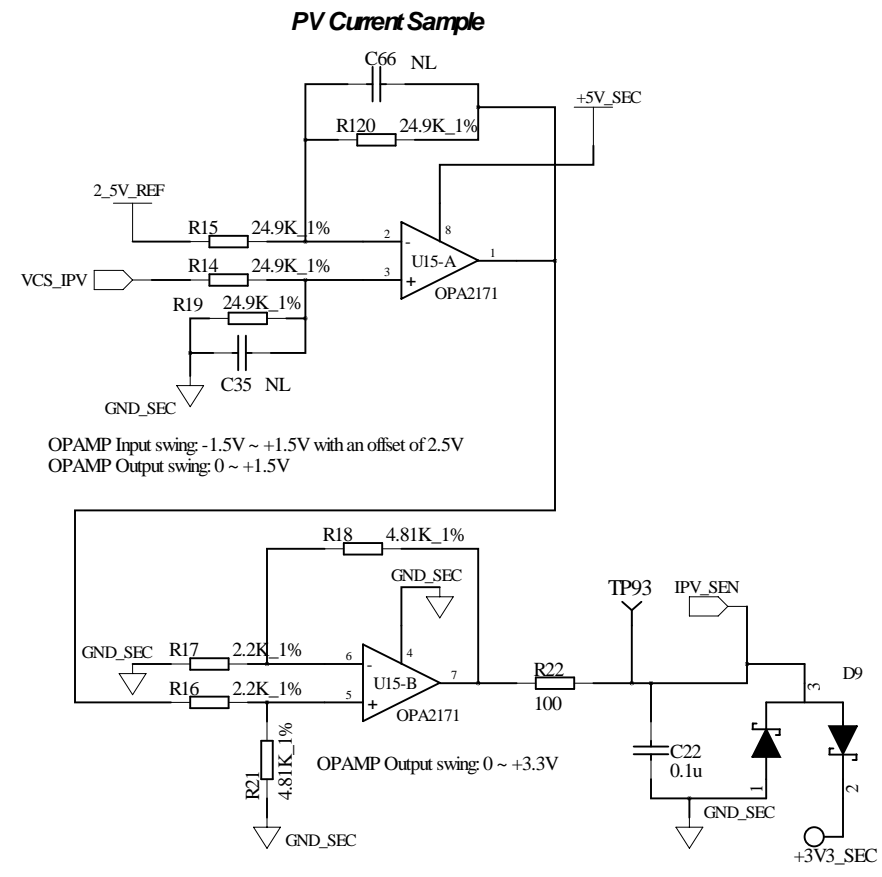 PV Current Sample
C66 NL
+5V_SEC
R120 24.9K_1%
2_5V_REF
R15 24.9K_1%
2
8
1
-
U15-A
VCS_IPV
R14 24.9K_1%
3
+
OPA2171
R19 24.9K_1%
C35 NL
GND_SEC
OPAMP Input swing: -1.5V ~ +1.5V with an offset of 2.5V
OPAMP Output swing: 0 ~ +1.5V
R18 4.81K_1%
GND_SEC
TP93
IPV_SEN
GND_SEC
R17 2.2K_1%
6
4
-
7
U15-B
R22
D9
3
R16 2.2K_1%
5
+
OPA2171
100
R21
4.81K_1%
OPAMP Output swing: 0 ~ +3.3V
C22
0.1u
1
2
GND_SEC
GND_SEC
+3V3_SEC